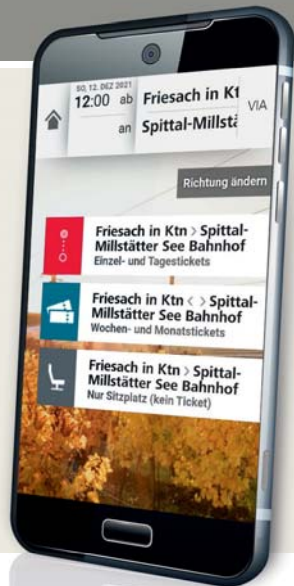 SO, 12. DEZ 2021
12:00 ab Friesach in Kt
VIA
an Spittal-Millstä
Richtung ändern
Friesach in Ktn > Spittal-
Millstätter See Bahnhof
Einzel- und Tagestickets
Friesach in Ktn < > Spittal-
Millstätter See Bahnhof
Wochen- und Monatstickets
Friesach in Ktn > Spittal-
Millstätter See Bahnhof
Nur Sitzplatz (kein Ticket)